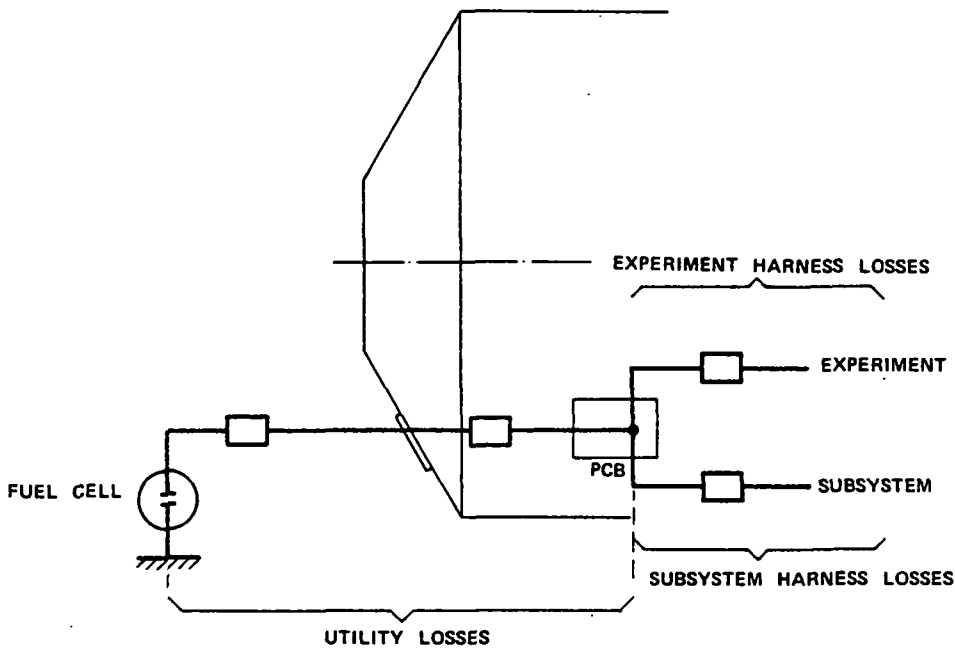 EXPERIMENT HARNESS LOSSES
EXPERIMENT
PCB
FUEL CELL
SUBSYSTEM
SUBSYSTEM HARNESS LOSSES
UTILITY LOSSES